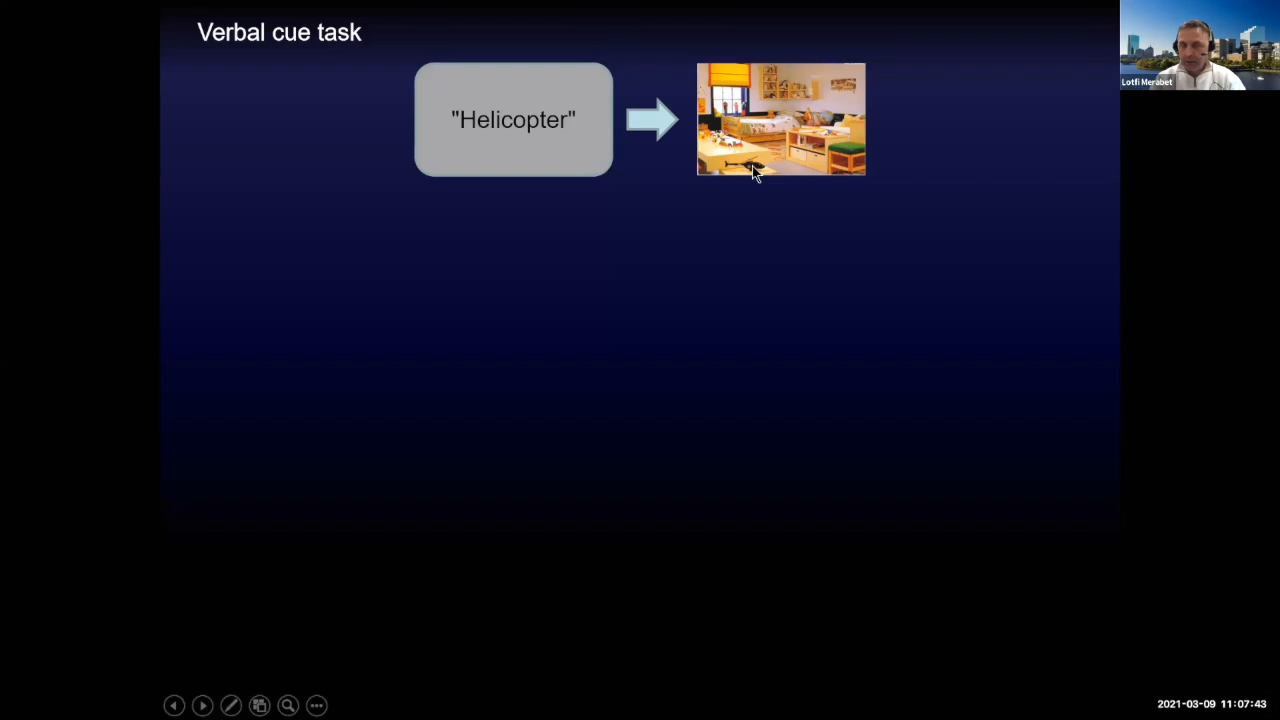 Verbal cue task
"Helicopter"
Lotfi Merabet
2021-03-09 11:07:43